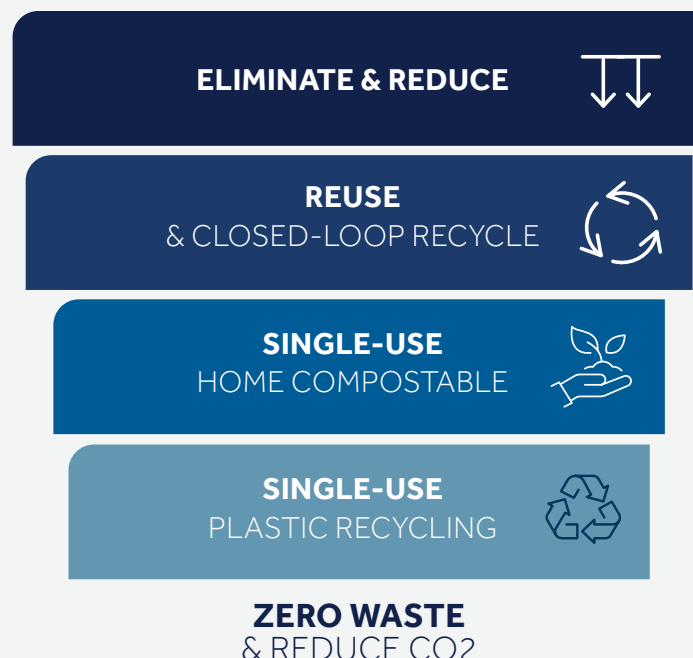 ELIMINATE & REDUCE
REUSE
& CLOSED-LOOP RECYCLE
SINGLE-USE
HOME COMPOSTABLE
SINGLE-USE
PLASTIC RECYCLING
ZERO WASTE
& REDUCE CO2